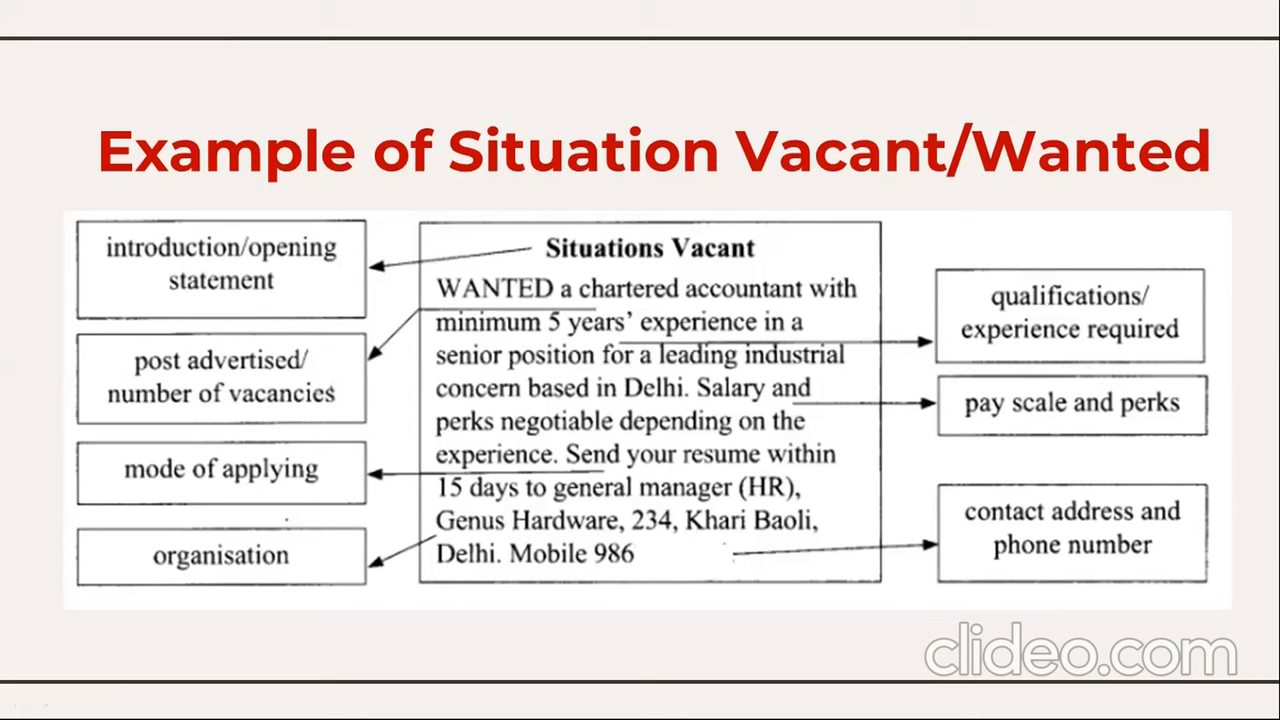 Example of Situation Vacant/Wanted
introduction/opening
statement
post advertised/
number of vacancies
mode of applying
organisation
Situations Vacant
WANTED a chartered accountant with
minimum 5 years' experience in a
senior position for a leading industrial
concern based in Delhi. Salary and
perks negotiable depending on the
experience. Send your resume within
15 days to general manager (HR),
Genus Hardware, 234, Khari Baoli,
Delhi. Mobile 986
qualifications/
experience required
pay scale and perks
contact address and
phone number
clideo.com